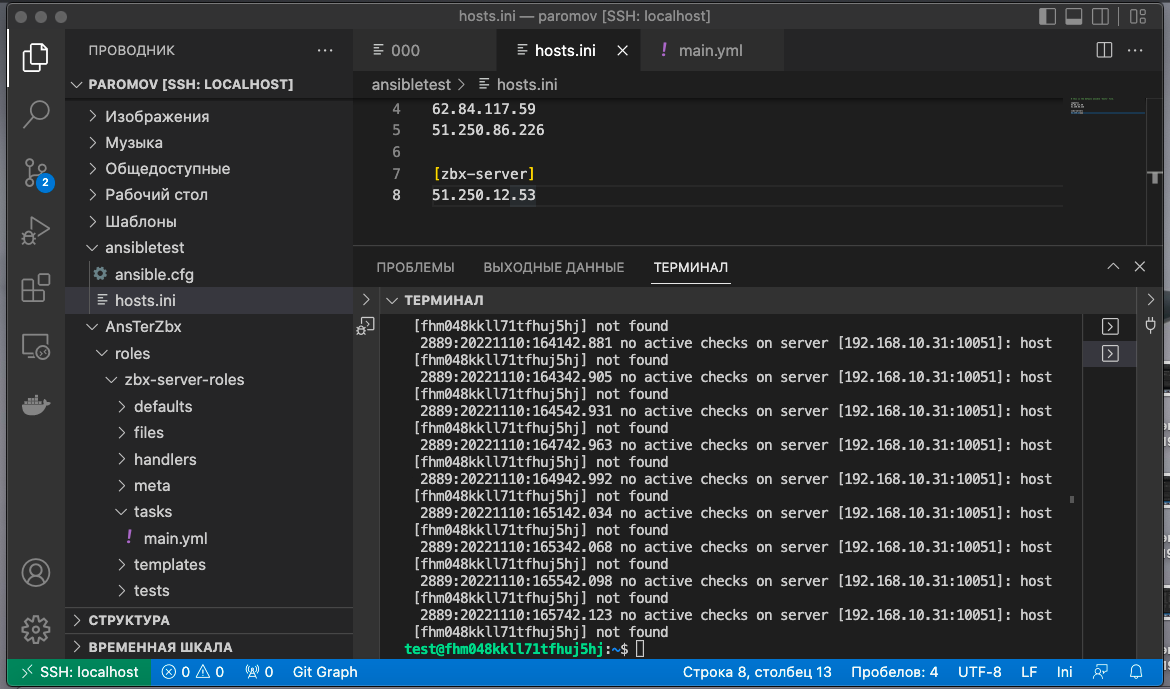 hosts.ini — paromov [SSH: localhost]
ПРОВОДНИК
PAROMOV [SSH: LOCALHOST]
Изображения
Музыка
Общедоступные
Рабочий стол
Шаблоны
ansibletest
ansible.cfg
hosts.ini
AnsTerZbx
roles
zbx-server-roles
defaults
files
handlers
meta
tasks
! main.yml
templates
tests
СТРУКТУРА
ВРЕМЕННАЯ ШКАЛА
2
000
hosts.ini
! main.yml
ansibletest > hosts.ini
4 62.84.117.59
5 51.250.86.226
6
7 [zbx-server]
8 51.250.12.53
ПРОБЛЕМЫ ВЫХОДНЫЕ ДАННЫЕ ТЕРМИНАЛ
ТЕРМИНАЛ
[fhm048kkll71tfhuj5hj] not found
2889:20221110:164142.881 no active checks on server [192.168.10.31:10051]: host
[fhm048kkll71tfhuj5hj] not found
2889:20221110:164342.905 no active checks on server [192.168.10.31:10051]: host
[fhm048kkll71tfhuj5hj] not found
2889:20221110:164542.931 no active checks on server [192.168.10.31:10051]: host
[fhm048kkll71tfhuj5hj] not found
2889:20221110:164742.963 no active checks on server [192.168.10.31:10051]: host
[fhm048kkll71tfhuj5hj] not found
2889:20221110:164942.992 no active checks on server [192.168.10.31:10051]: host
[fhm048kkll71tfhuj5hj] not found
2889:20221110:165142.034 no active checks on server [192.168.10.31:10051]: host
[fhm048kkll71tfhuj5hj] not found
2889:20221110:165342.068 no active checks on server [192.168.10.31:10051]: host
[fhm048kkll71tfhuj5hj] not found
2889:20221110:165542.098 no active checks on server [192.168.10.31:10051]: host
[fhm048kkll71tfhuj5hj] not found
2889:20221110:165742.123 no active checks on server [192.168.10.31:10051]: host
[fhm048kkll71tfhuj5hj] not found
test@fhm048kkll71tfhuj5hj:~$
SSH: localhost 0 0 0 Git Graph Строка 8, столбец 13 Пробелов: 4 UTF-8 LF Ini